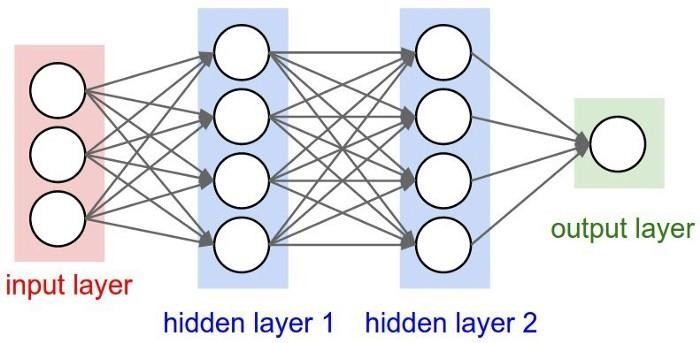 input layer
hidden layer 1
hidden layer 2
output layer